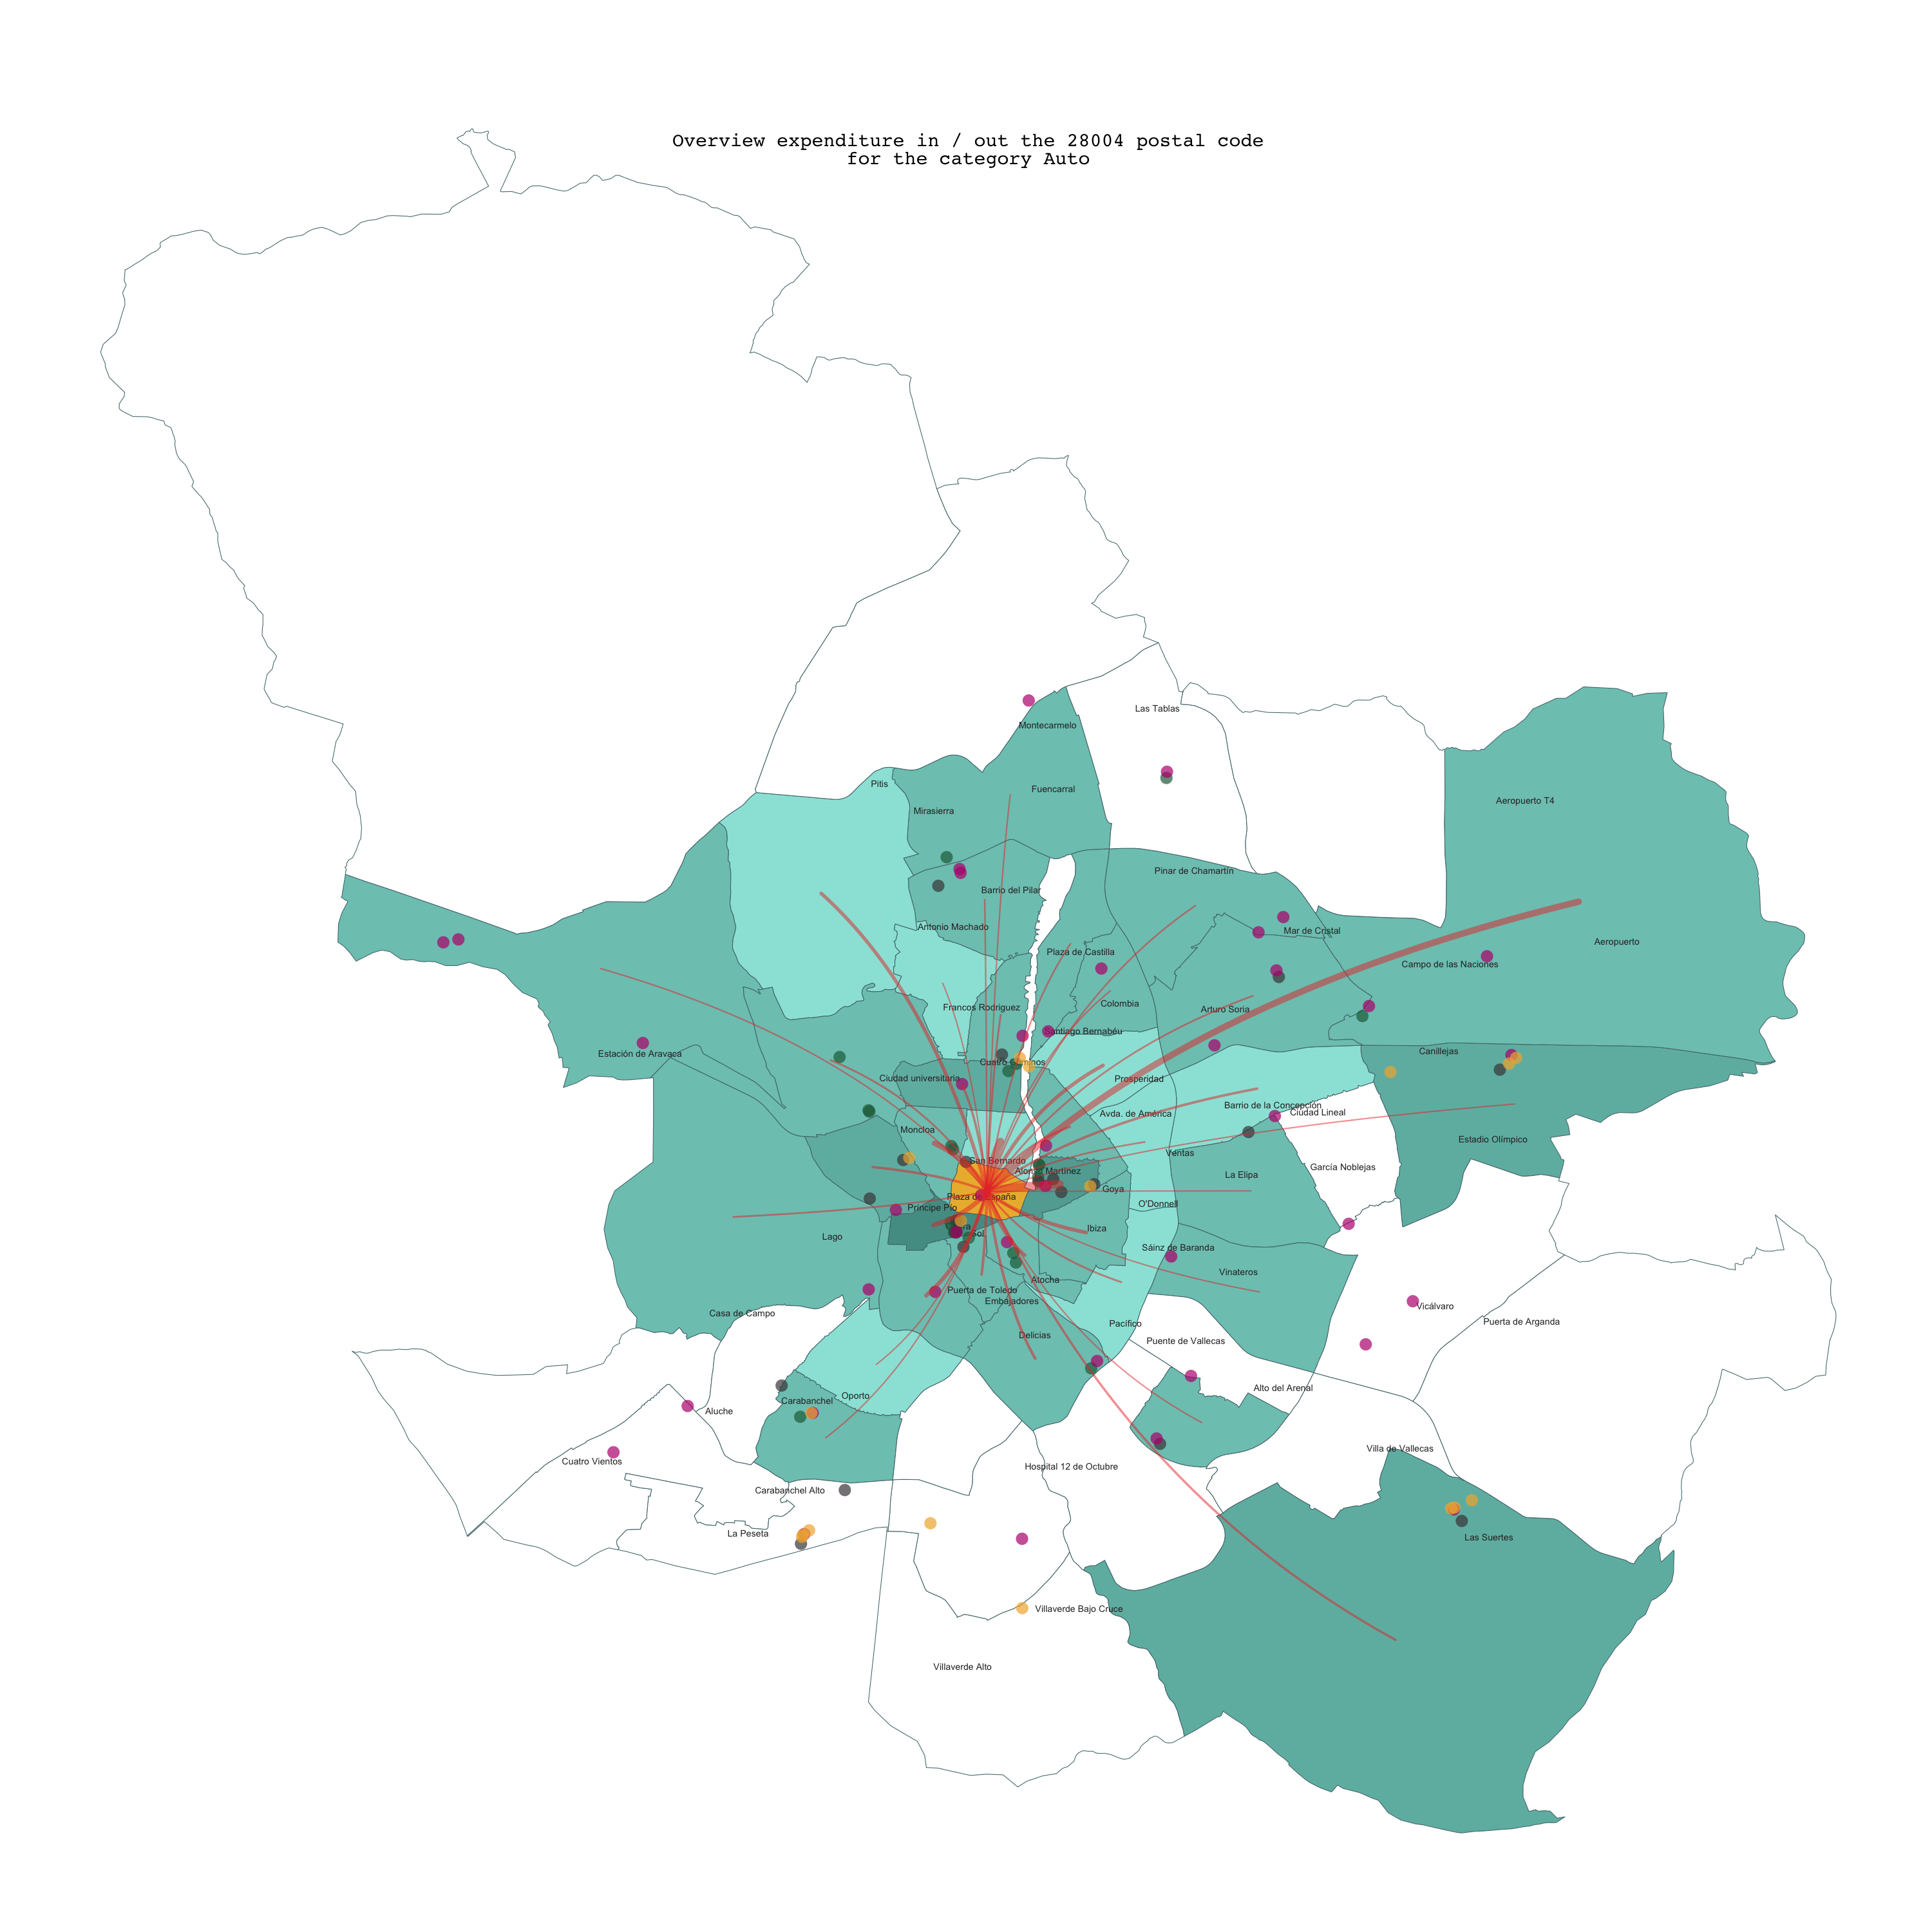 Overview expenditure in / out the 28004 postal code
for the category Auto
Las Tablas
Montecarmelo
Pitis
Fuencarral
Aeropuerto T4
Mirasierra
Pinar de Chamartín
Barrio del Pilar
Antonio Machado
Mar de Cristal
Aeropuerto
Plaza de Castilla
Campo de las Naciones
Francos Rodriguez
Colombia
Arturo Soria
Santiago Bernabéu
Estación de Aravaca
Canillejas
Cuatro Caminos
Ciudad universitaria
Prosperidad
Barrio de la Concepción
Ciudad Lineal
Avda. de América
Moncloa
Estadio Olímpico
Ventas
San Bernardo
García Noblejas
Alonso Martínez
La Elipa
Goya
Plaza de España
O'Donnell
Príncipe Pío
Ibiza
Sol
Lago
Sáinz de Baranda
Vinateros
Atocha
Puerta de Toledo
Embajadores
Vicálvaro
Casa de Campo
Puerta de Arganda
Pacífico
Delicias
Puente de Vallecas
Alto del Arenal
Oporto
Carabanchel
Aluche
Villa de Vallecas
Cuatro Vientos
Hospital 12 de Octubre
Carabanchel Alto
La Peseta
Las Suertes
Villaverde Bajo Cruce
Villaverde Alto